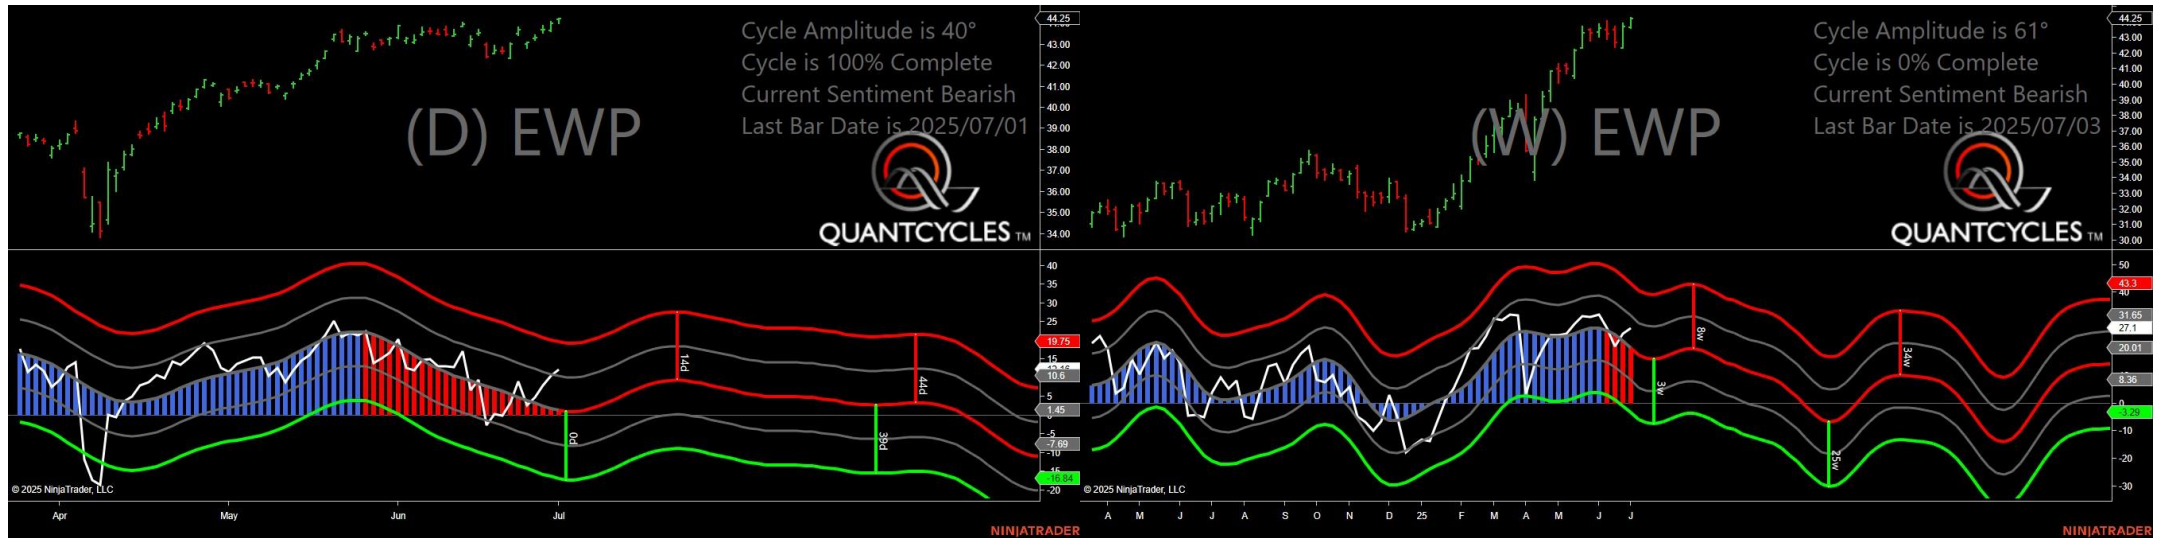 Cycle Amplitude is 40°
Cycle is 100% Complete
Current Sentiment Bearish
Last Bar Date is 2025/07/01
(D) EWP
QUANTCYCLES TM
44.25
43.00
42.00
41.00
40.00
39.00
38.00
37.00
36.00
35.00
34.00
40
35
30
25
19.75
15
10.6
5
1.45
-5
-7.69
-10
-15
-16.84
-20
14d
44d
0d
39d
© 2025 NinjaTrader, LLC
Apr May Jun Jul
NINJATRADER
Cycle Amplitude is 61°
Cycle is 0% Complete
Current Sentiment Bearish
Last Bar Date is 2025/07/03
(W) EWP
QUANTCYCLES TM
44.25
43.00
42.00
41.00
40.00
39.00
38.00
37.00
36.00
35.00
34.00
33.00
32.00
31.00
30.00
50
43.3
40
31.65
27.1
20.01
8.36
0
-3.29
-10
-20
-30
8w
34w
3w
25w
© 2025 NinjaTrader, LLC
A M J J A S O N D 25 F M A M J J
NINJATRADER